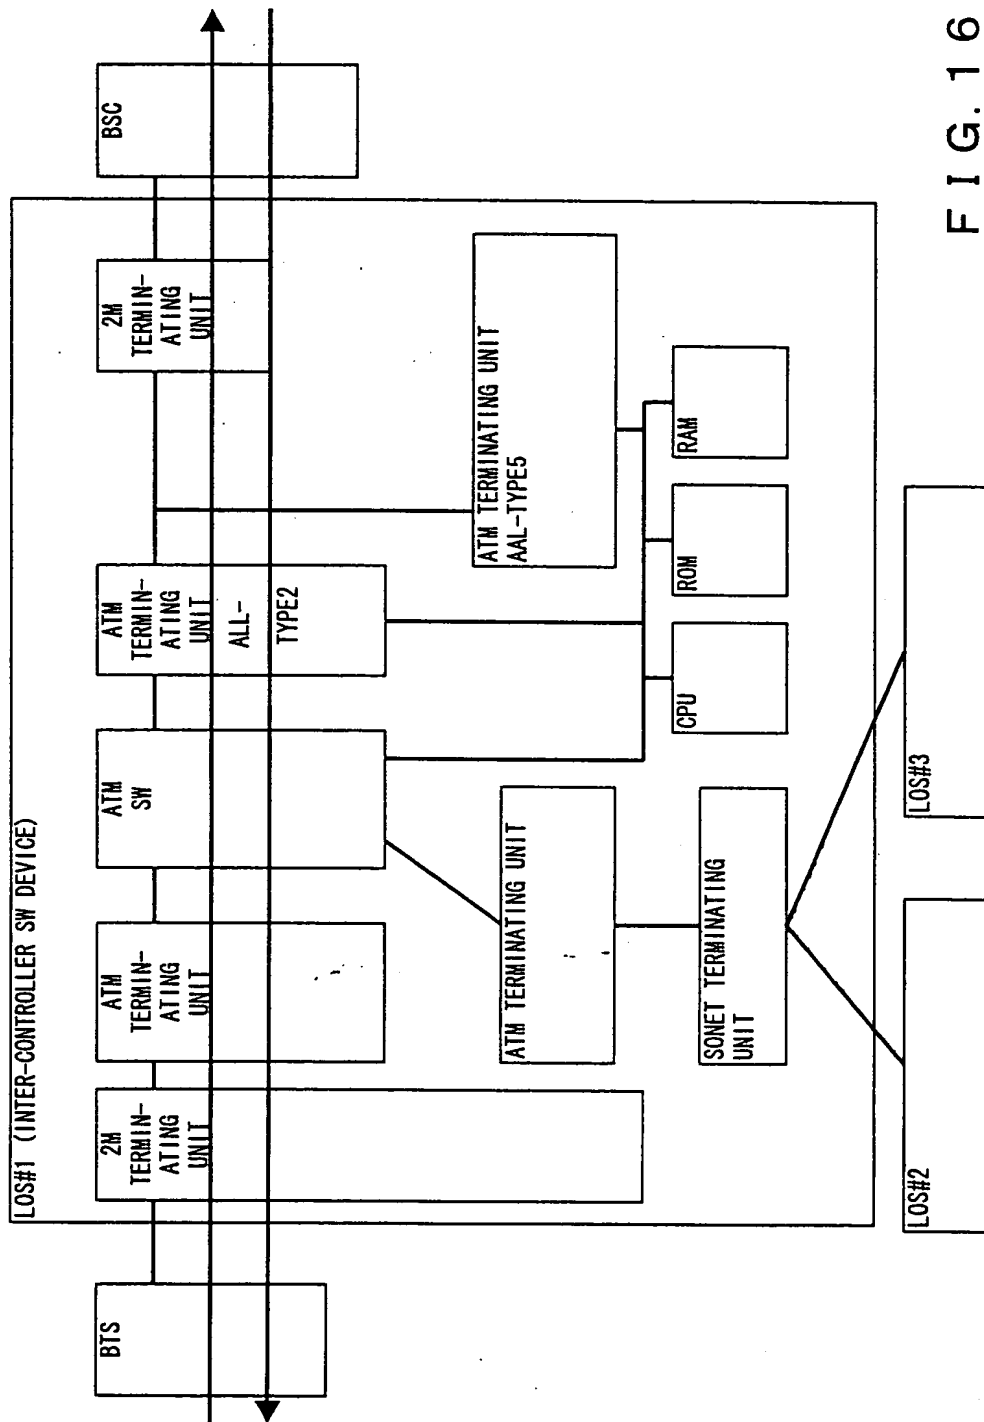 LOS#1 (INTER-CONTROLLER SW DEVICE)
BTS
2M
TERMIN-
ATING
UNIT
ATM
TERMIN-
ATING
UNIT
ATM
SW
ATM
TERMIN-
ATING
UNIT
ALL-
TYPE2
2M
TERMIN-
ATING
UNIT
BSC
ATM TERMINATING UNIT
ATM TERMINATING UNIT
AAL-TYPE5
SONET TERMINATING
UNIT
CPU
ROM
RAM
LOS#2
LOS#3
FIG. 16